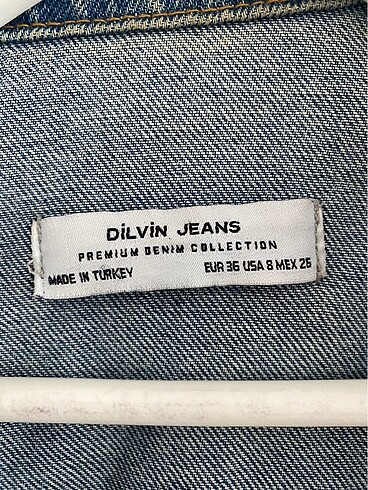 DiLViN JEANS
PREMIUM DENIM COLLECTION
MADE IN TURKEY EUR 36 USA 8 MEX 26